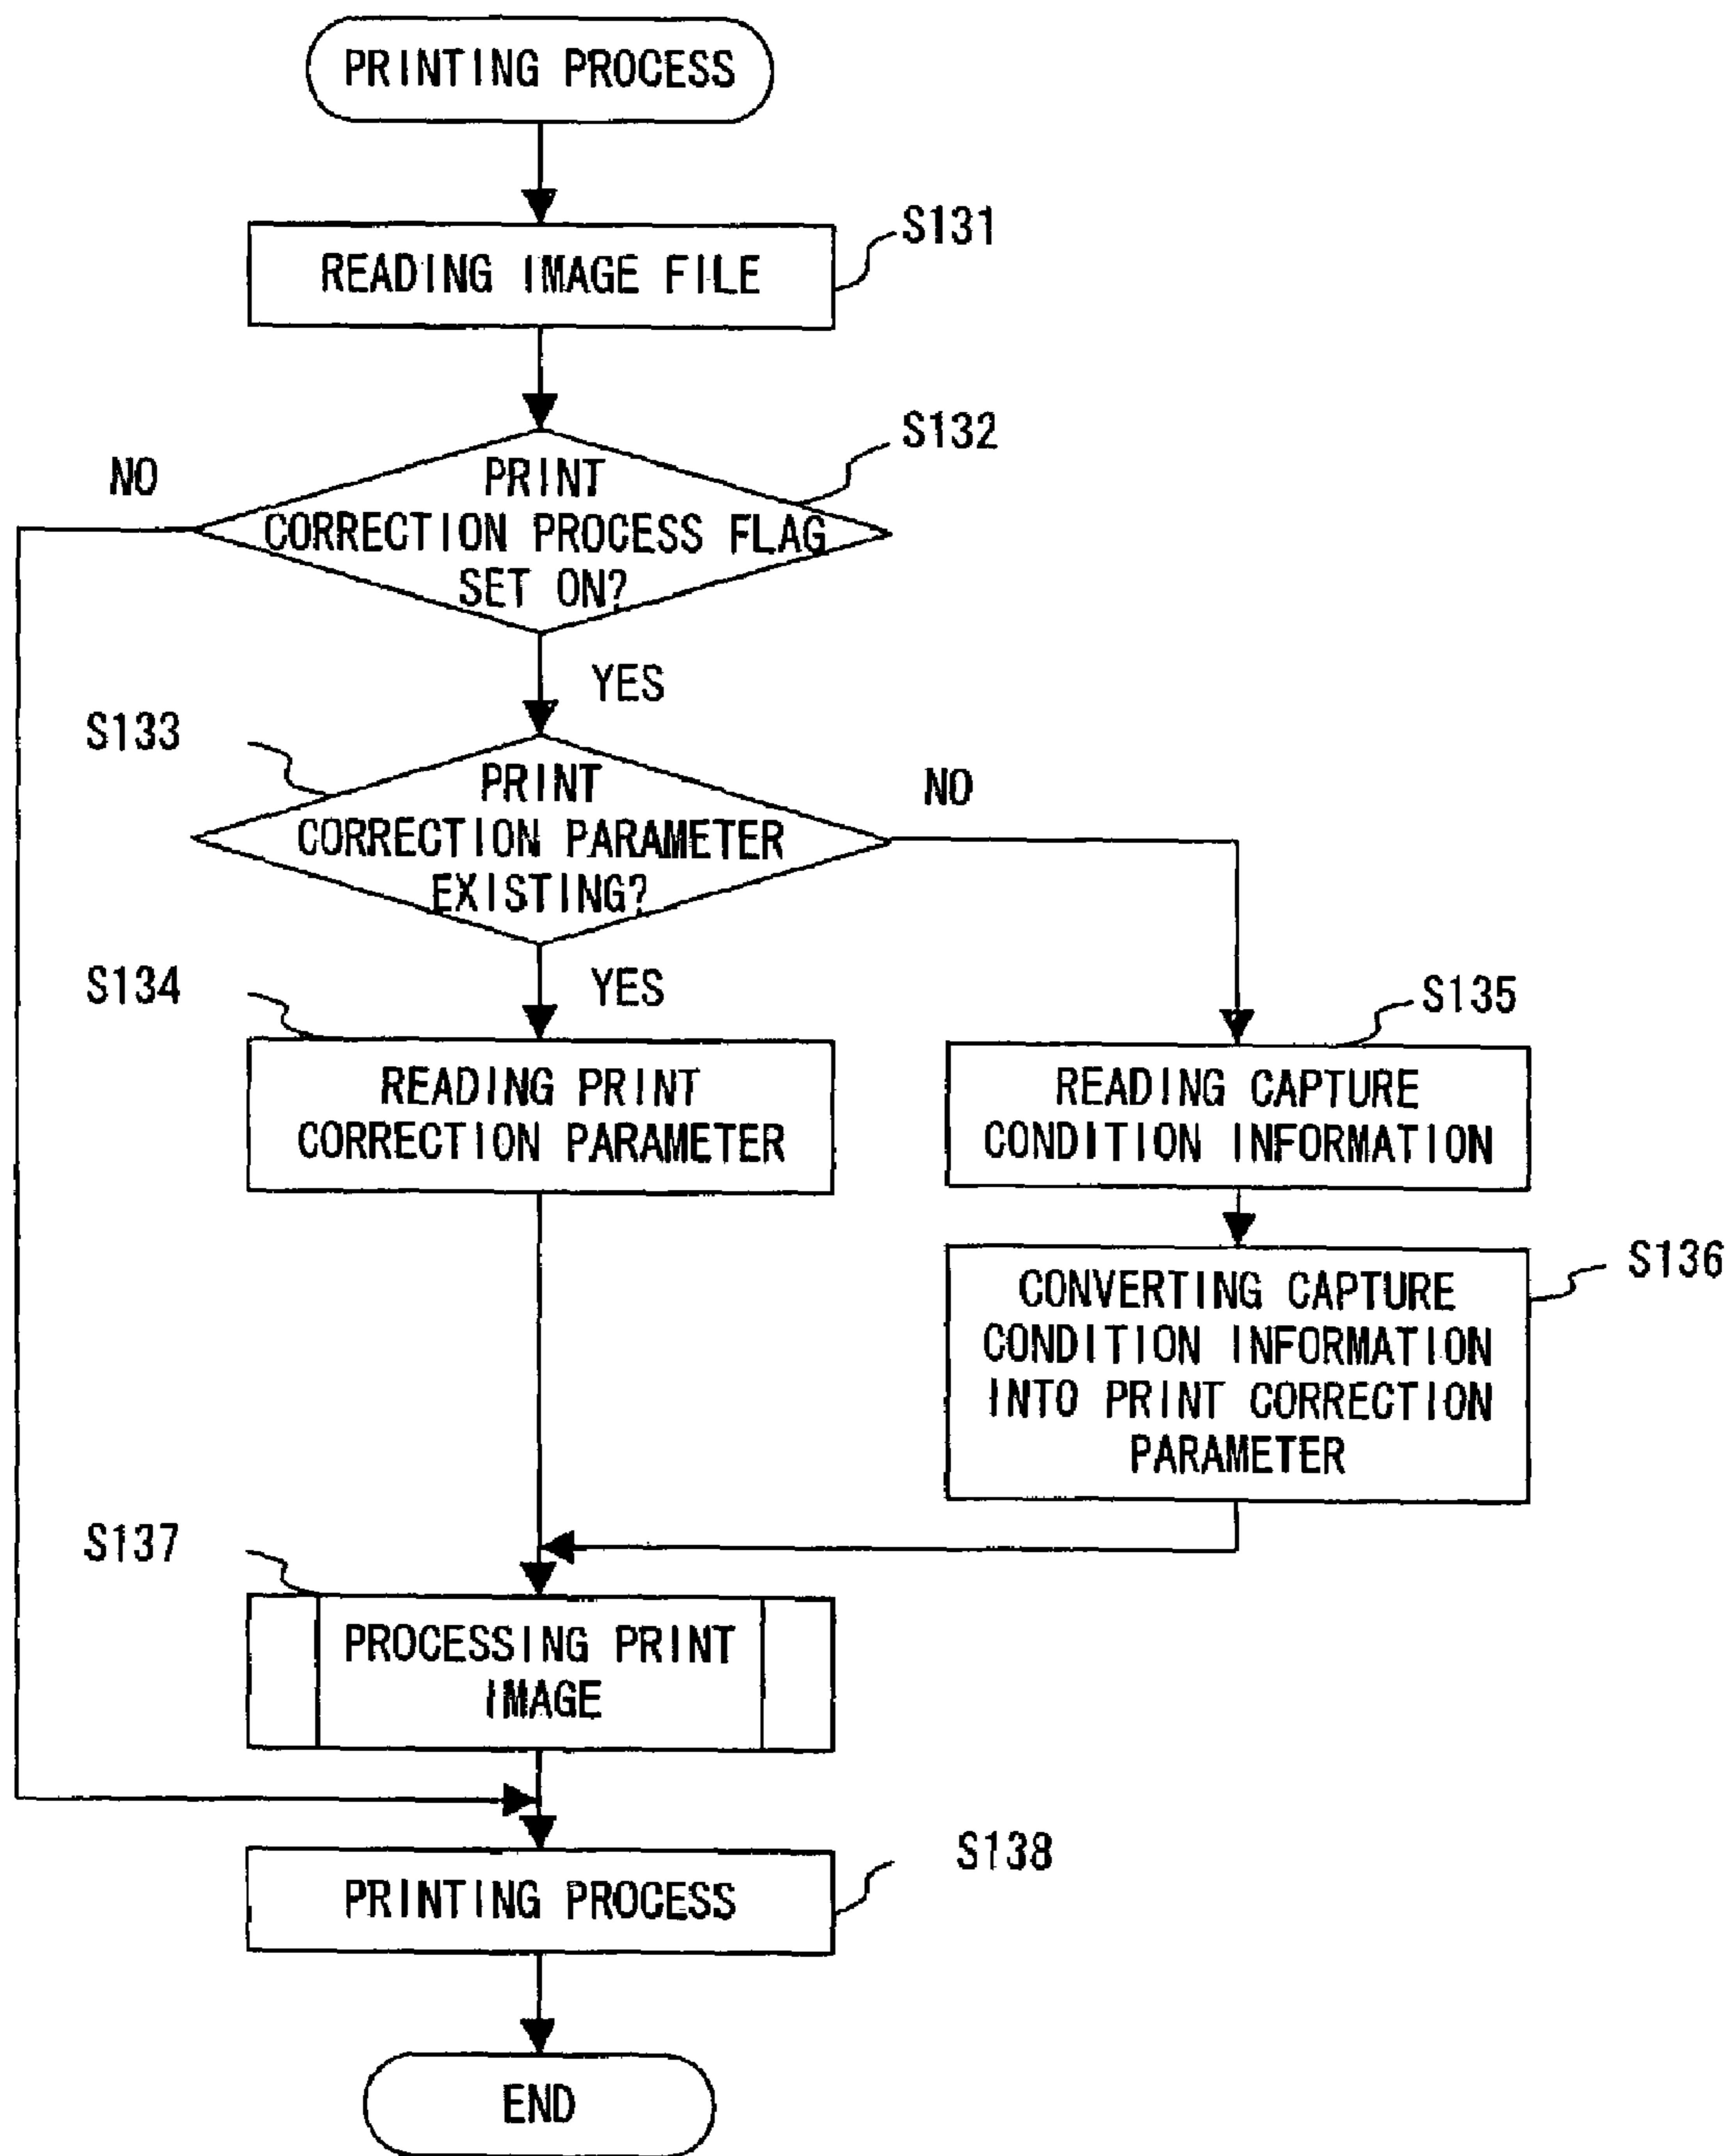 PRINTING PROCESS
S131
READING IMAGE FILE
S132
NO
PRINT
CORRECTION PROCESS FLAG
SET ON?
YES
S133
PRINT
CORRECTION PARAMETER
EXISTING?
NO
YES
S134
READING PRINT
CORRECTION PARAMETER
S135
READING CAPTURE
CONDITION INFORMATION
S136
CONVERTING CAPTURE
CONDITION INFORMATION
INTO PRINT CORRECTION
PARAMETER
S137
PROCESSING PRINT
IMAGE
S138
PRINTING PROCESS
END